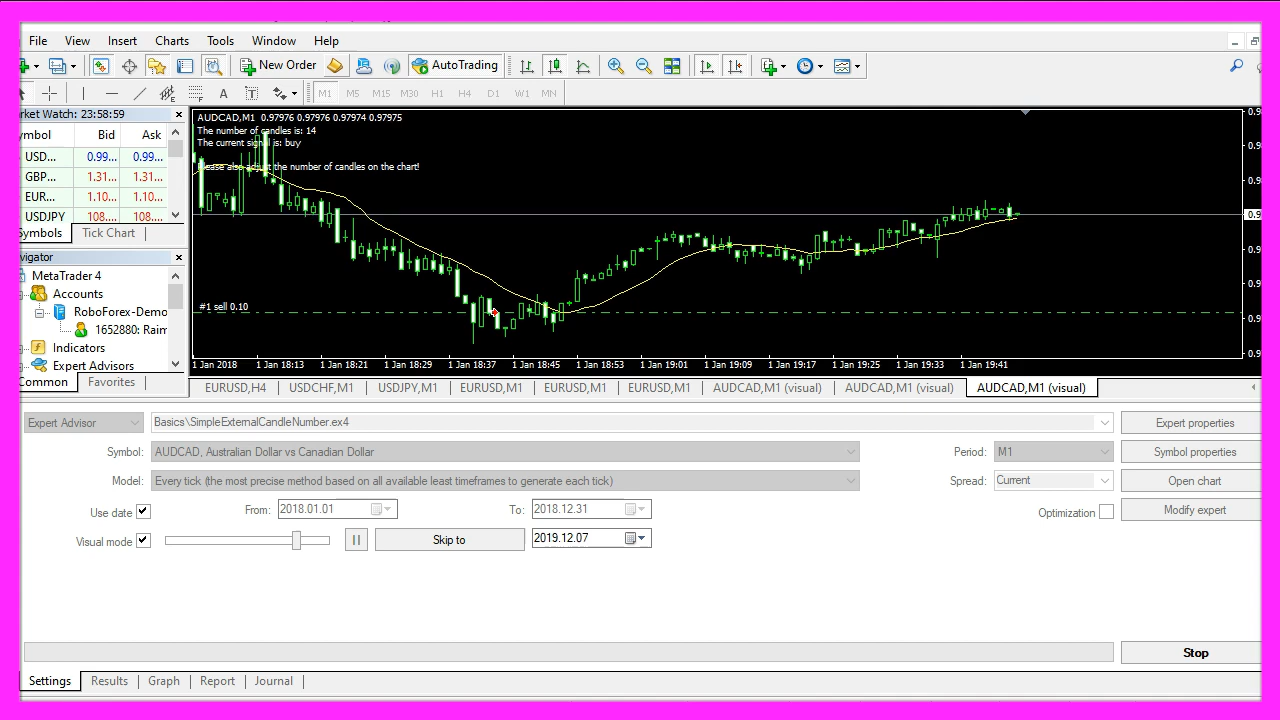 File View Insert Charts Tools Window Help
New Order AutoTrading
A T M1 M5 M15 M30 H1 H4 D1 W1 MN
rket Watch: 23:58:59
ymbol Bid Ask
USD... 0.99... 0.99...
GBP... 1.31... 1.31...
EUR... 1.10... 1.10...
USDJPY 108.... 108....
Symbols Tick Chart
vigator
MetaTrader 4
Accounts
RoboForex-Demo
1652880: Raim
Indicators
Expert Advisors
Common Favorites
AUDCAD,M1 0.97976 0.97976 0.97974 0.97975
The number of candles is: 14
The current signal is: buy
Please also adjust the number of candles on the chart!
#1 sell 0.10
1 Jan 2018 1 Jan 18:13 1 Jan 18:21 1 Jan 18:29 1 Jan 18:37 1 Jan 18:45 1 Jan 18:53 1 Jan 19:01 1 Jan 19:09 1 Jan 19:17 1 Jan 19:25 1 Jan 19:33 1 Jan 19:41
EURUSD,H4 USDCHF,M1 USDJPY,M1 EURUSD,M1 EURUSD,M1 EURUSD,M1 AUDCAD,M1 (visual) AUDCAD,M1 (visual) AUDCAD,M1 (visual)
Expert Advisor Basics\SimpleExternalCandleNumber.ex4 Expert properties
Symbol: AUDCAD, Australian Dollar vs Canadian Dollar Period: M1 Symbol properties
Model: Every tick (the most precise method based on all available least timeframes to generate each tick) Spread: Current Open chart
Use date From: 2018.01.01 To: 2018.12.31 Optimization Modify expert
Visual mode Skip to 2019.12.07
Stop
Settings Results Graph Report Journal